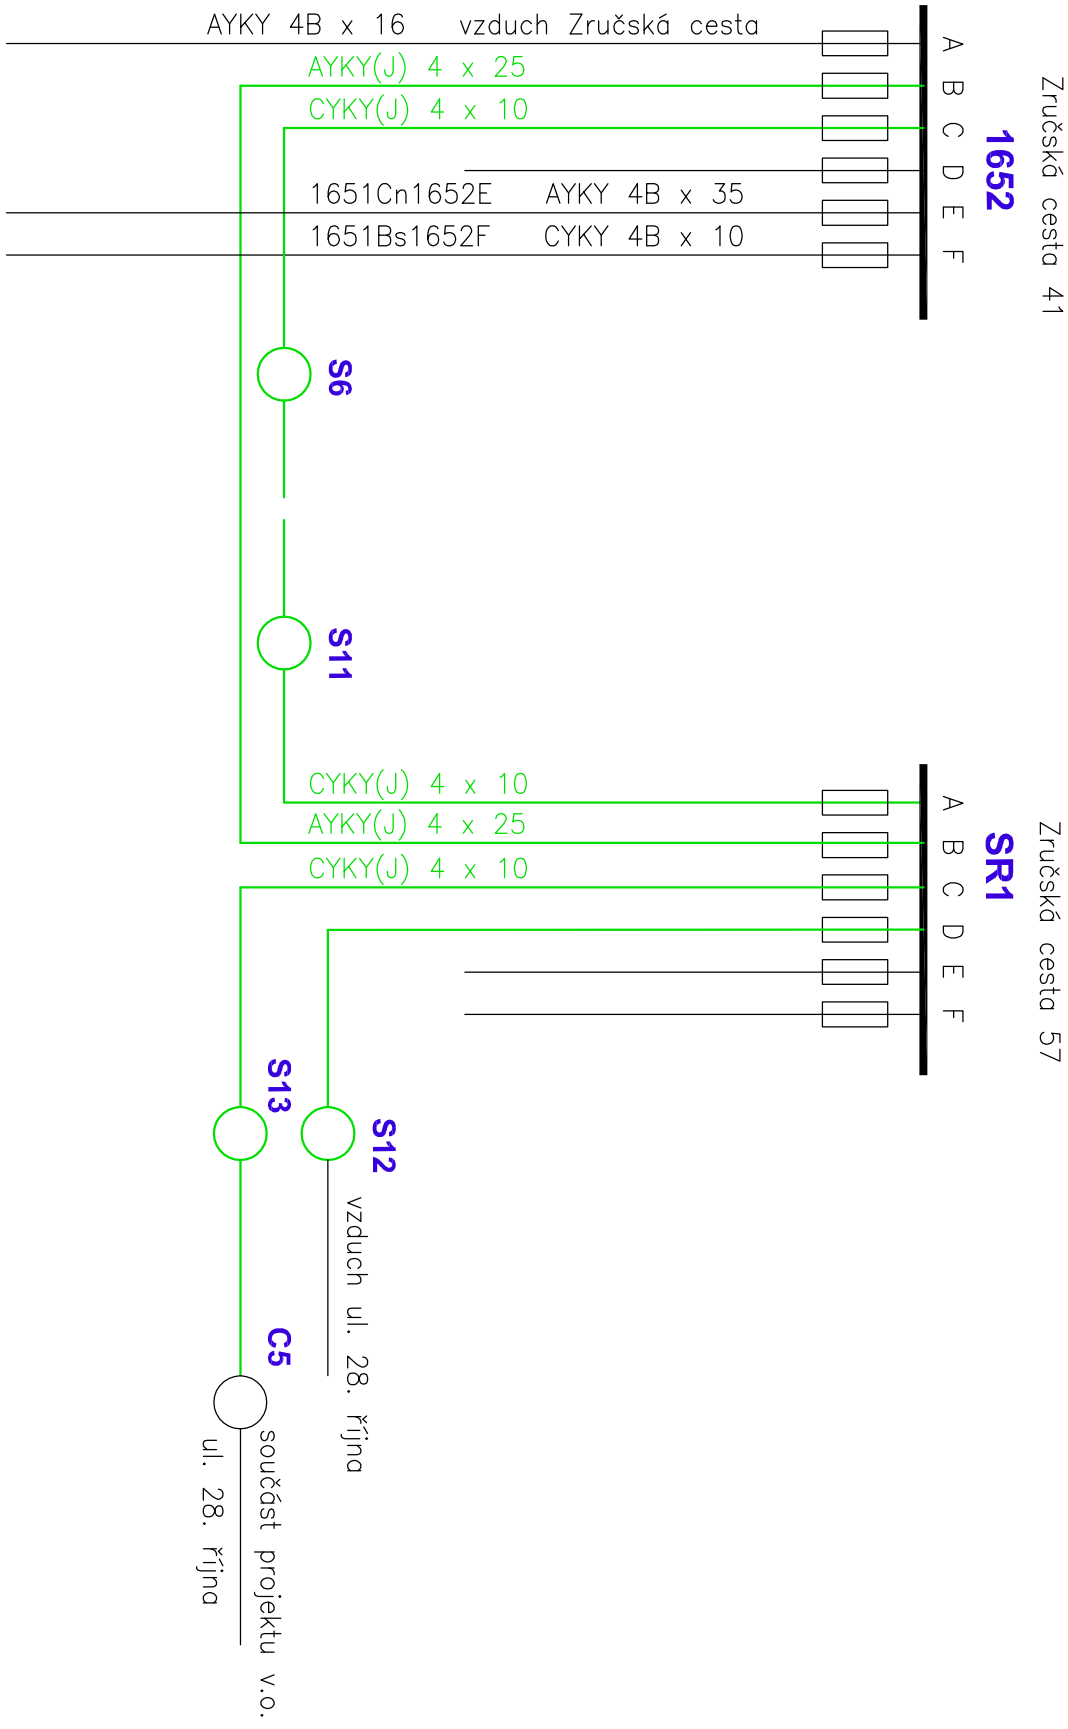 AYKY 4B x 16 vzduch Zručská cesta
AYKY(J) 4 x 25
CYKY(J) 4 x 10
1651Cn1652E AYKY 4B x 35
1651Bs1652F CYKY 4B x 10
A
B
C
D
E
F
1652
Zručská cesta 41
S6
S11
CYKY(J) 4 x 10
AYKY(J) 4 x 25
CYKY(J) 4 x 10
A
B
C
D
E
F
SR1
Zručská cesta 57
S13
S12
vzduch ul. 28. října
C5
součást projektu v.o.
ul. 28. října